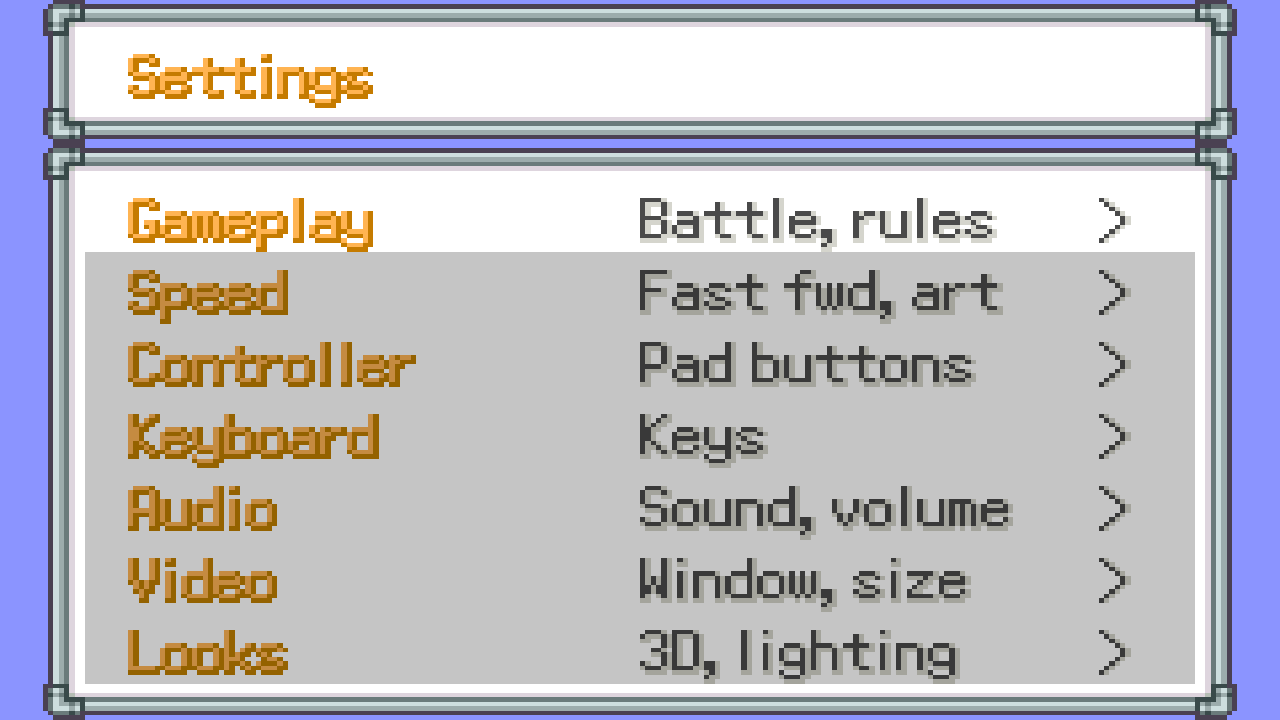 Settings
Gameplay Battle, rules >
Speed Fast fwd, art >
Controller Pad buttons >
Keyboard Keys >
Audio Sound, volume >
Video Window, size >
Looks 3D, lighting >